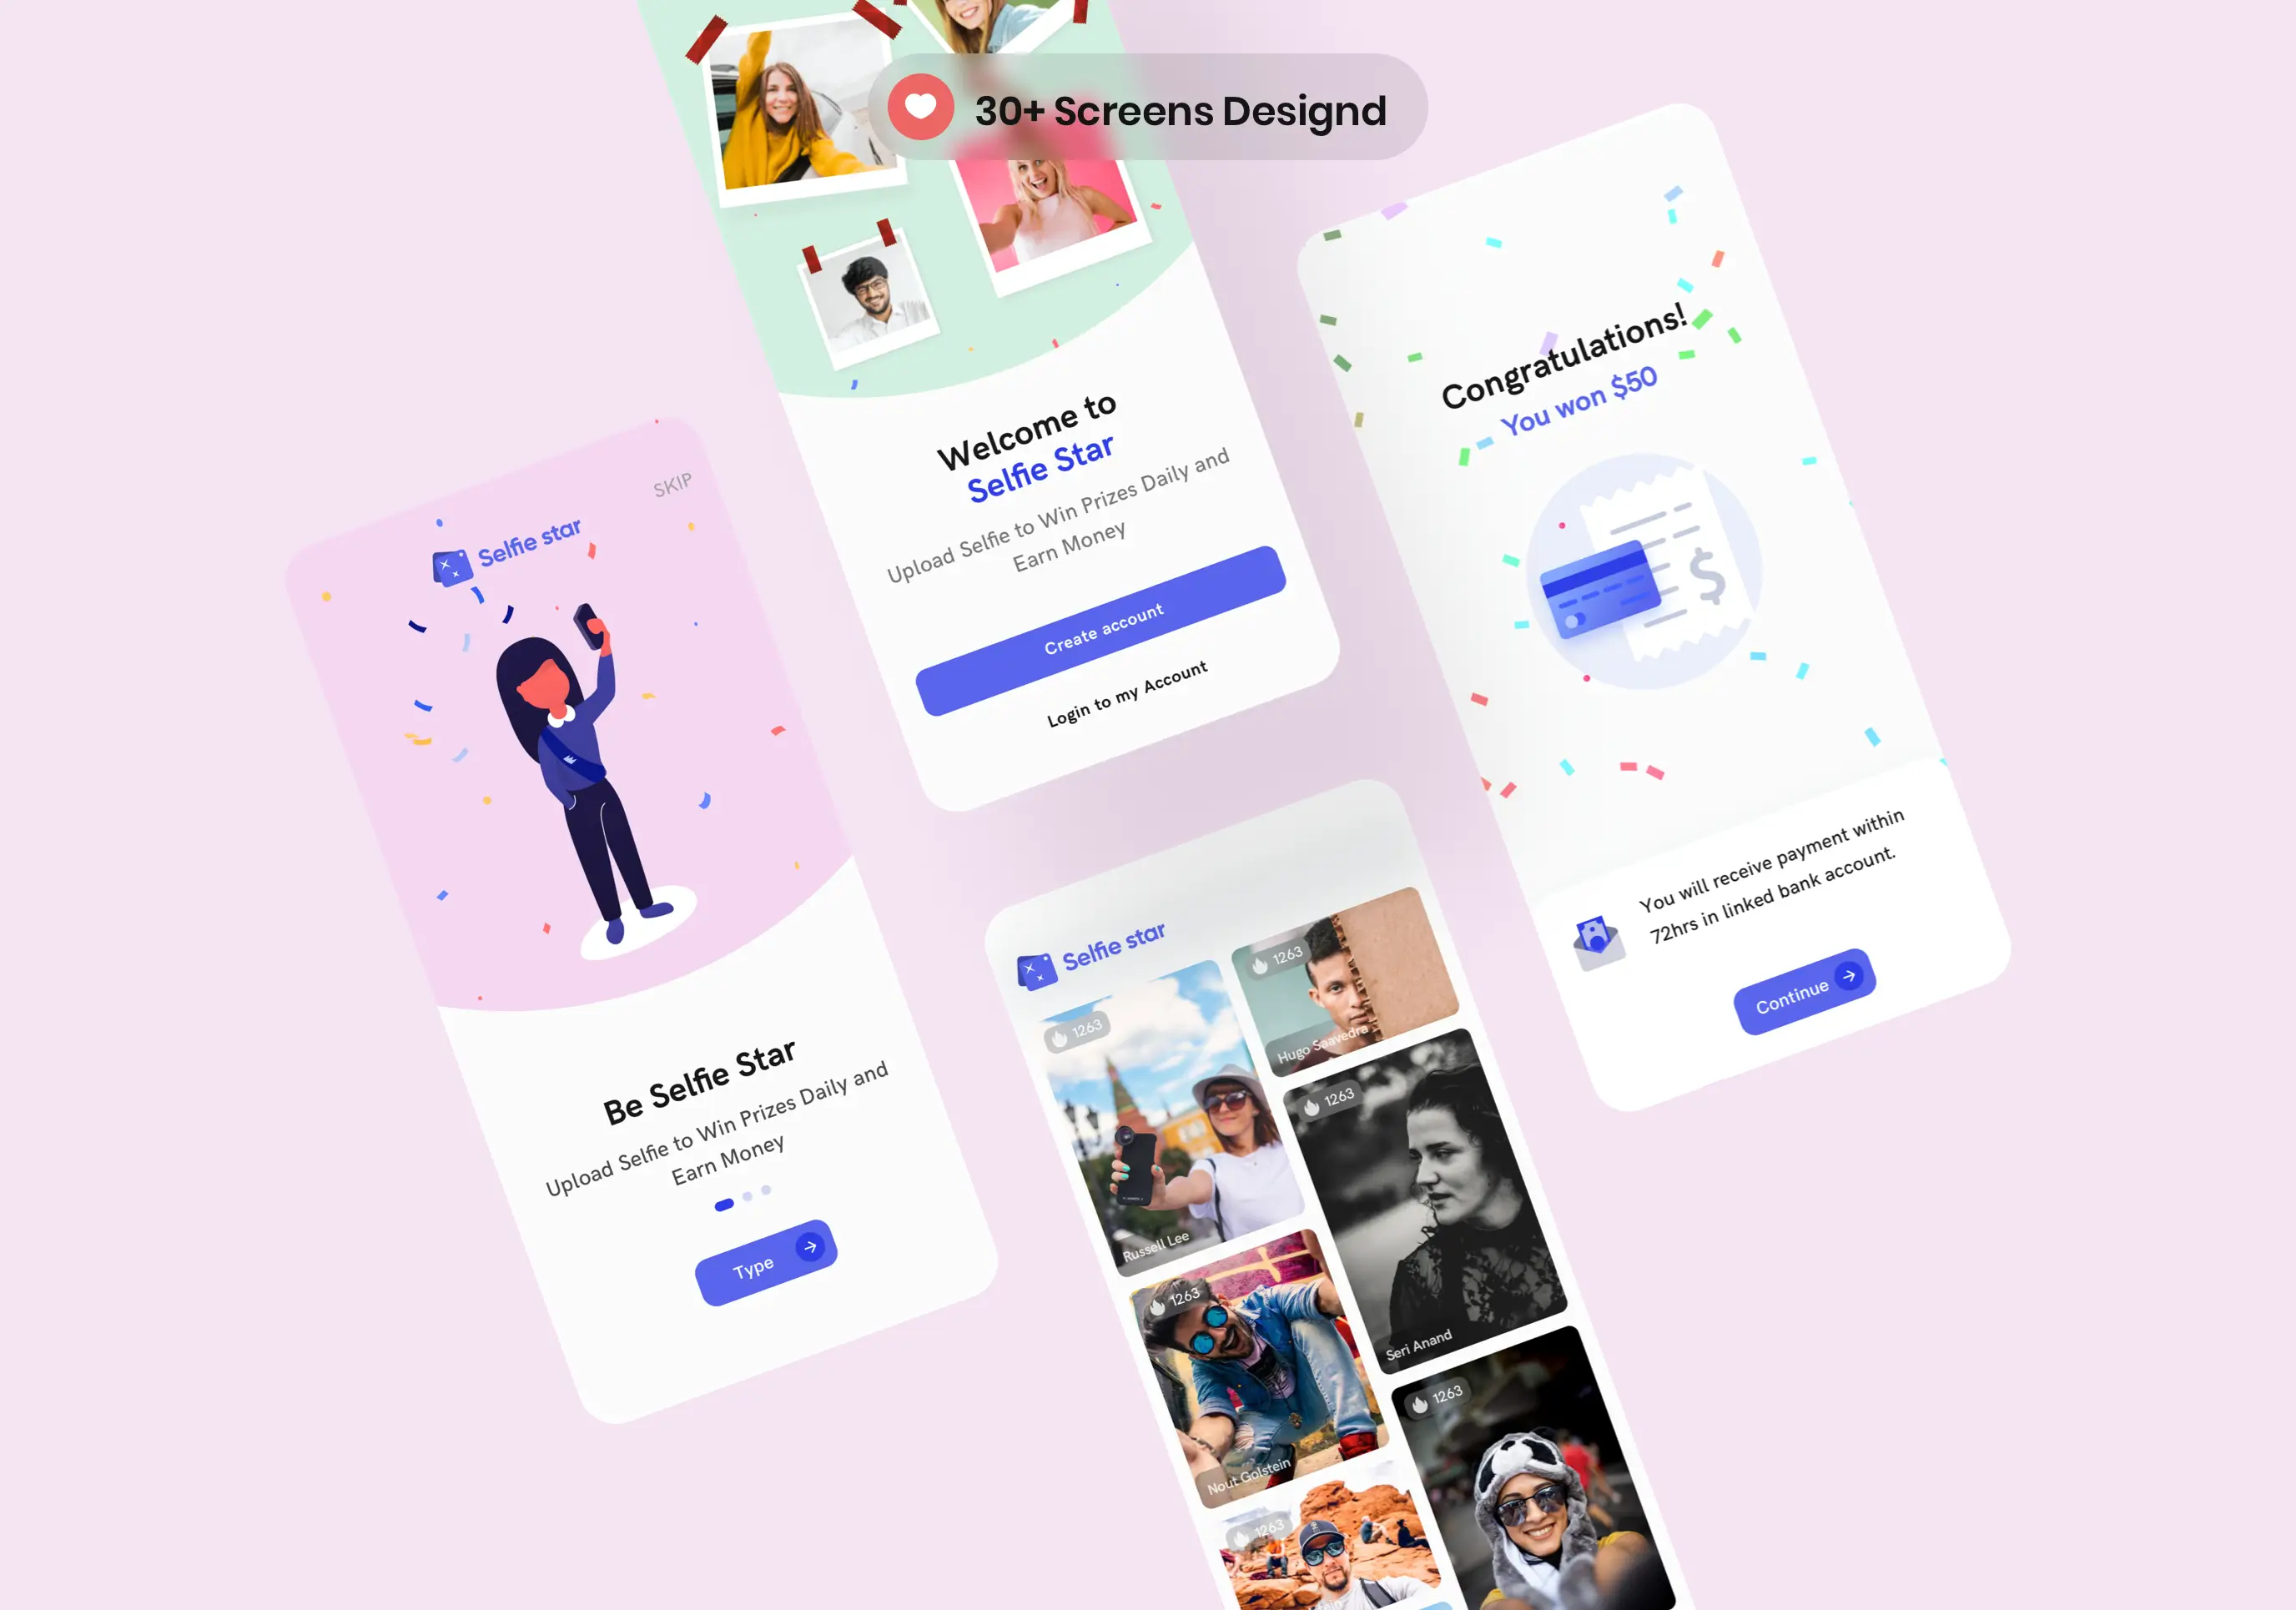 30+ Screens Designd
SKIP
Selfie star
Be Selfie Star
Upload Selfie to Win Prizes Daily and
Earn Money
Type
Welcome to
Selfie Star
Upload Selfie to Win Prizes Daily and
Earn Money
Create account
Login to my Account
Selfie star
1263
Russell Lee
1263
Nout Golstein
1263
1263
Hugo Saavedra
1263
Seri Anand
1263
Congratulations!
You won $50
$
You will receive payment within
72hrs in linked bank account.
Continue